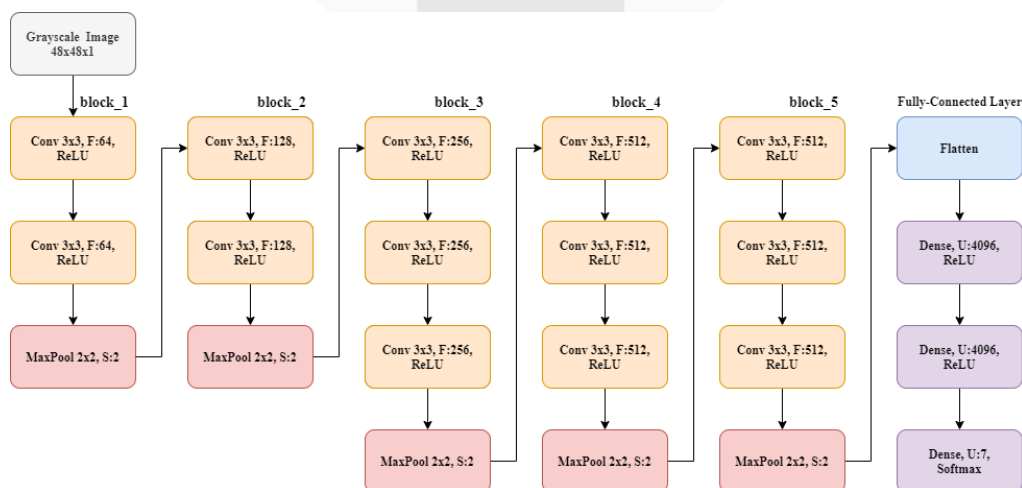 Grayscale Image
48x48x1
block_1
Conv 3x3, F:64,
ReLU
Conv 3x3, F:64,
ReLU
MaxPool 2x2, S:2
block_2
Conv 3x3, F:128,
ReLU
Conv 3x3, F:128,
ReLU
MaxPool 2x2, S:2
block_3
Conv 3x3, F:256,
ReLU
Conv 3x3, F:256,
ReLU
Conv 3x3, F:256,
ReLU
MaxPool 2x2, S:2
block_4
Conv 3x3, F:512,
ReLU
Conv 3x3, F:512,
ReLU
Conv 3x3, F:512,
ReLU
MaxPool 2x2, S:2
block_5
Conv 3x3, F:512,
ReLU
Conv 3x3, F:512,
ReLU
Conv 3x3, F:512,
ReLU
MaxPool 2x2, S:2
Fully-Connected Layer
Flatten
Dense, U:4096,
ReLU
Dense, U:4096,
ReLU
Dense, U:7,
Softmax